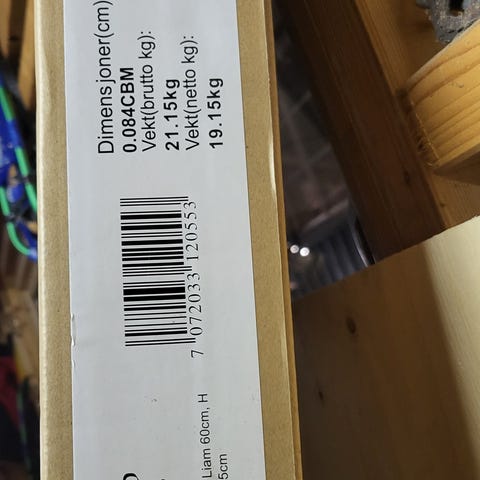 Dimensjoner(cm)
0.084CBM
Vekt(brutto kg):
21.15kg
Vekt(netto kg):
19.15kg
7 072033 120553
Liam 60cm, H
5cm